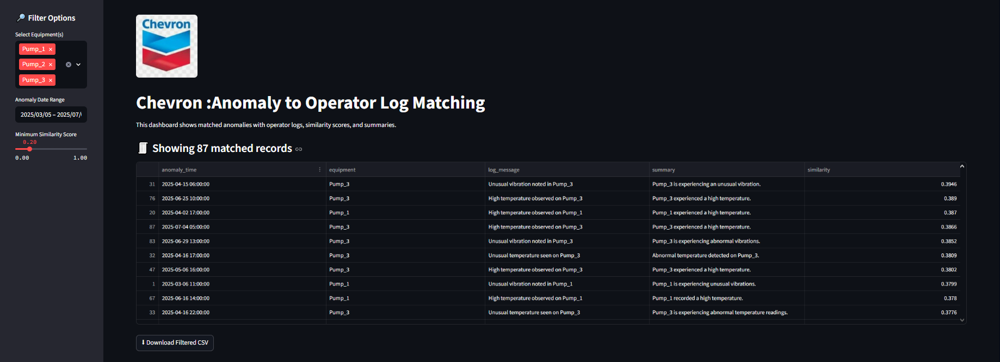 🔎 Filter Options
Select Equipment(s)
Pump_1 ×
Pump_2 ×
Pump_3 ×
Anomaly Date Range
2025/03/05 – 2025/07/
Minimum Similarity Score
0.20
0.00 1.00
Chevron
Chevron :Anomaly to Operator Log Matching
This dashboard shows matched anomalies with operator logs, similarity scores, and summaries.
Showing 87 matched records
anomaly_time equipment log_message summary similarity
31 2025-04-15 06:00:00 Pump_3 Unusual vibration noted in Pump_3 Pump_3 is experiencing an unusual vibration. 0.3946
76 2025-06-25 10:00:00 Pump_3 High temperature observed on Pump_3 Pump_3 experienced a high temperature. 0.389
20 2025-04-02 17:00:00 Pump_1 High temperature observed on Pump_1 Pump_1 experienced a high temperature. 0.387
87 2025-07-04 05:00:00 Pump_3 High temperature observed on Pump_3 Pump_3 experienced a high temperature. 0.3866
83 2025-06-29 13:00:00 Pump_3 Unusual vibration noted in Pump_3 Pump_3 is experiencing abnormal vibrations. 0.3852
32 2025-04-16 17:00:00 Pump_3 Unusual temperature seen on Pump_3 Abnormal temperature detected on Pump_3. 0.3809
47 2025-05-06 16:00:00 Pump_3 High temperature observed on Pump_3 Pump_3 experienced a high temperature. 0.3802
1 2025-03-06 11:00:00 Pump_1 Unusual vibration noted in Pump_1 Pump_1 is experiencing unusual vibrations. 0.3799
67 2025-06-16 14:00:00 Pump_1 High temperature observed on Pump_1 Pump_1 recorded a high temperature. 0.378
33 2025-04-16 22:00:00 Pump_3 Unusual temperature seen on Pump_3 Pump_3 is experiencing abnormal temperature readings. 0.3776
⬇ Download Filtered CSV